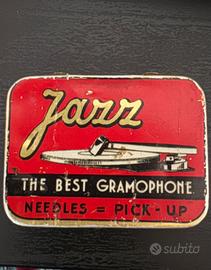 Jazz
THE BEST GRAMOPHONE
NEEDLES = PICK-UP
subito